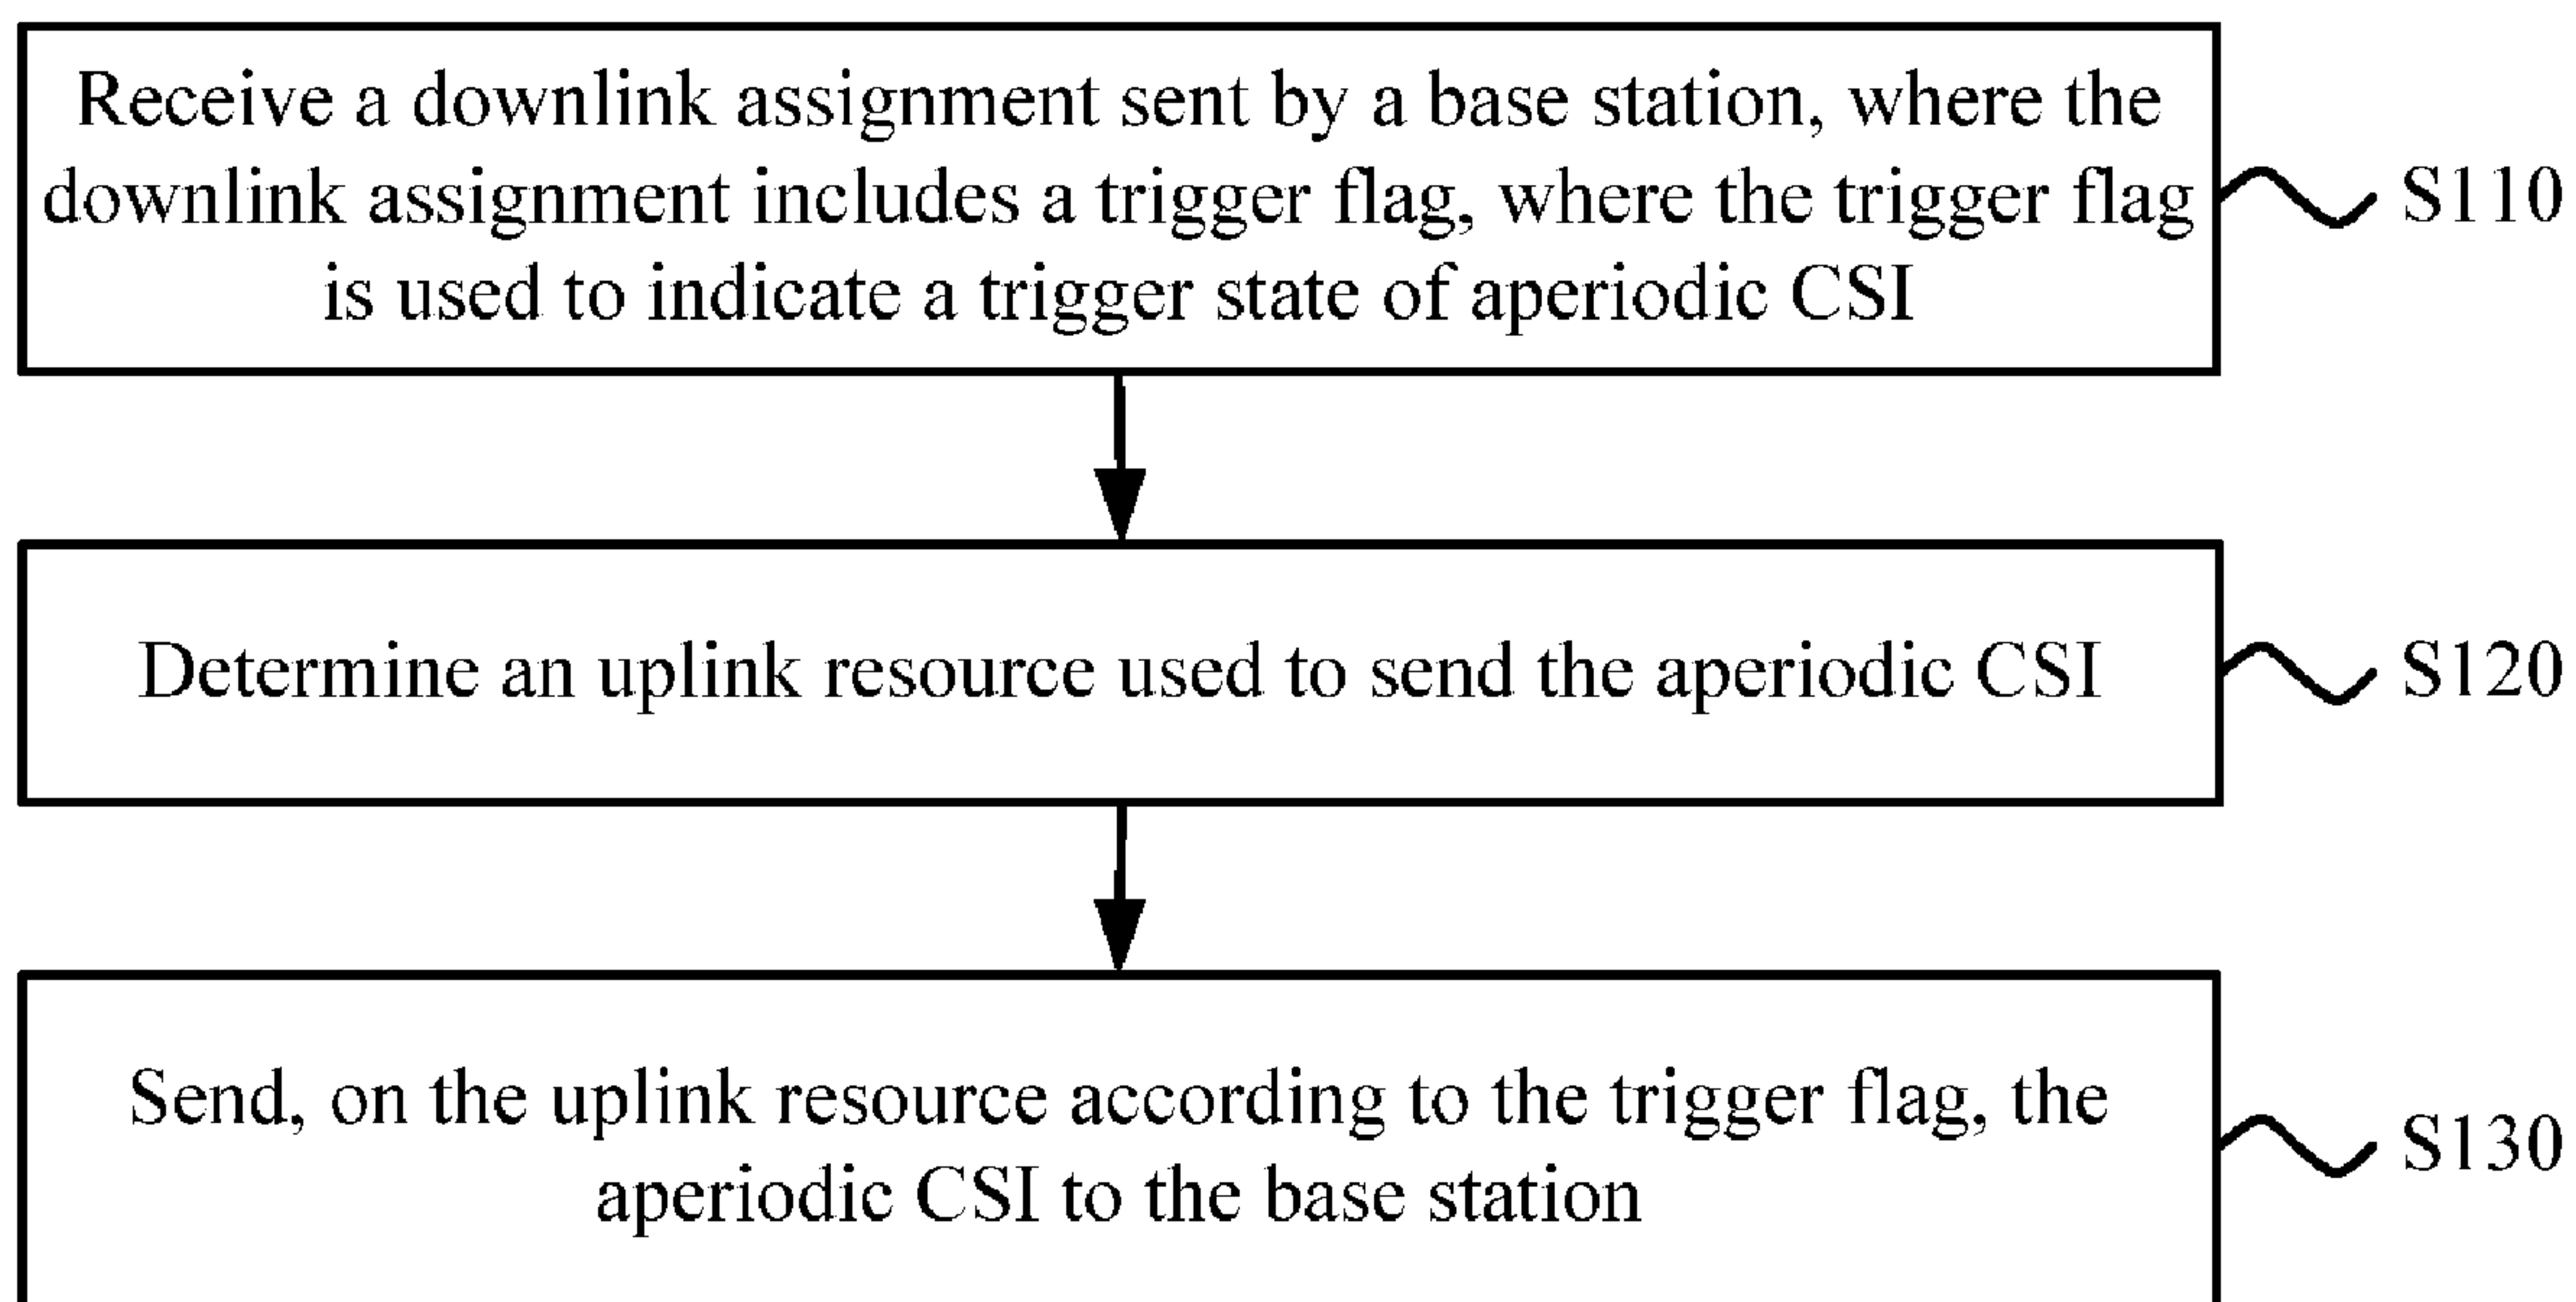 Receive a downlink assignment sent by a base station, where the
downlink assignment includes a trigger flag, where the trigger flag
is used to indicate a trigger state of aperiodic CSI
S110
Determine an uplink resource used to send the aperiodic CSI
S120
Send, on the uplink resource according to the trigger flag, the
aperiodic CSI to the base station
S130